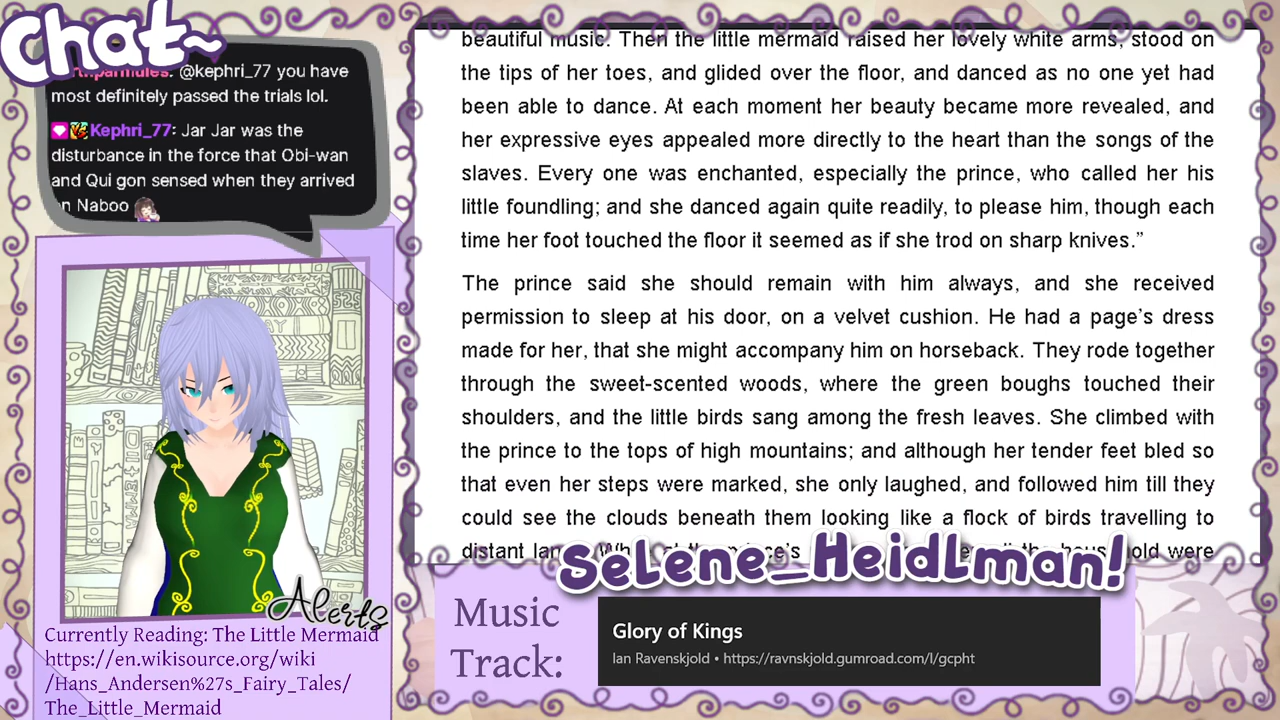 Chat~
@kephri_77 you have
most definitely passed the trials lol.
Kephri_77: Jar Jar was the
disturbance in the force that Obi-wan
and Qui gon sensed when they arrived
on Naboo
Alerts
Currently Reading: The Little Mermaid
https://en.wikisource.org/wiki
/Hans_Andersen%27s_Fairy_Tales/
The_Little_Mermaid
beautiful music. Then the little mermaid raised her lovely white arms, stood on
the tips of her toes, and glided over the floor, and danced as no one yet had
been able to dance. At each moment her beauty became more revealed, and
her expressive eyes appealed more directly to the heart than the songs of the
slaves. Every one was enchanted, especially the prince, who called her his
little foundling; and she danced again quite readily, to please him, though each
time her foot touched the floor it seemed as if she trod on sharp knives.”
The prince said she should remain with him always, and she received
permission to sleep at his door, on a velvet cushion. He had a page’s dress
made for her, that she might accompany him on horseback. They rode together
through the sweet-scented woods, where the green boughs touched their
shoulders, and the little birds sang among the fresh leaves. She climbed with
the prince to the tops of high mountains; and although her tender feet bled so
that even her steps were marked, she only laughed, and followed him till they
could see the clouds beneath them looking like a flock of birds travelling to
distant prince’s household were
Selene_Heidlman!
Music
Track:
Glory of Kings
Ian Ravenskjold • https://ravnskjold.gumroad.com/l/gcpht